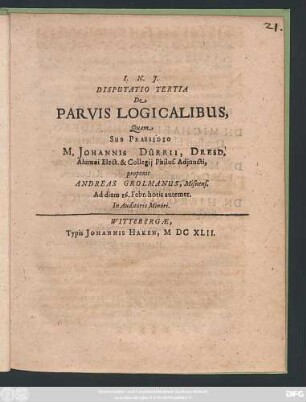 21.
I. N. J.
DISPUTATIO TERTIA
De
PARVIS LOGICALIBUS,
Quam
SUB PRÆSIDIO
M. JOHANNIS DÜRRII, DRESD.
Alumni Elect. & Collegij Philos. Adjuncti,
proponit
ANDREAS GROLMANUS, Misnens.
Ad diem 26. Febr. horis antemer.
In Auditorio Minori.
WITTEBERGÆ,
Typis JOHANNIS HAKEN, M DC XLII.